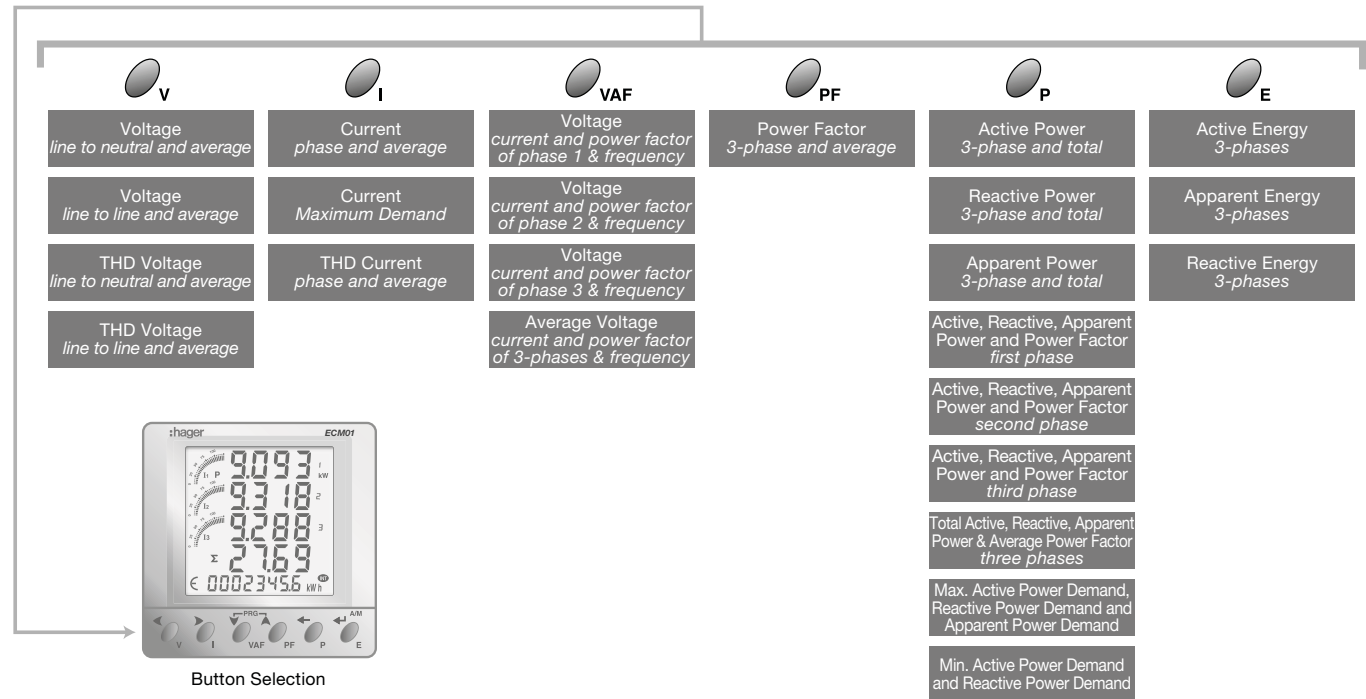 V
I
VAF
PF
P
E
Voltage
line to neutral and average
Voltage
line to line and average
THD Voltage
line to neutral and average
THD Voltage
line to line and average
Current
phase and average
Current
Maximum Demand
THD Current
phase and average
Voltage
current and power factor
of phase 1 & frequency
Voltage
current and power factor
of phase 2 & frequency
Voltage
current and power factor
of phase 3 & frequency
Average Voltage
current and power factor
of 3-phases & frequency
Power Factor
3-phase and average
Active Power
3-phase and total
Reactive Power
3-phase and total
Apparent Power
3-phase and total
Active, Reactive, Apparent
Power and Power Factor
first phase
Active, Reactive, Apparent
Power and Power Factor
second phase
Active, Reactive, Apparent
Power and Power Factor
third phase
Total Active, Reactive, Apparent
Power & Average Power Factor
three phases
Max. Active Power Demand,
Reactive Power Demand and
Apparent Power Demand
Min. Active Power Demand
and Reactive Power Demand
Active Energy
3-phases
Apparent Energy
3-phases
Reactive Energy
3-phases
:hager ECM01
I1 P 9.093 1 kW
I2 9.318 2
I3 9.288 3
Σ 27.69
0002345.6 kWh
PRG A/M
V I VAF PF P E
Button Selection